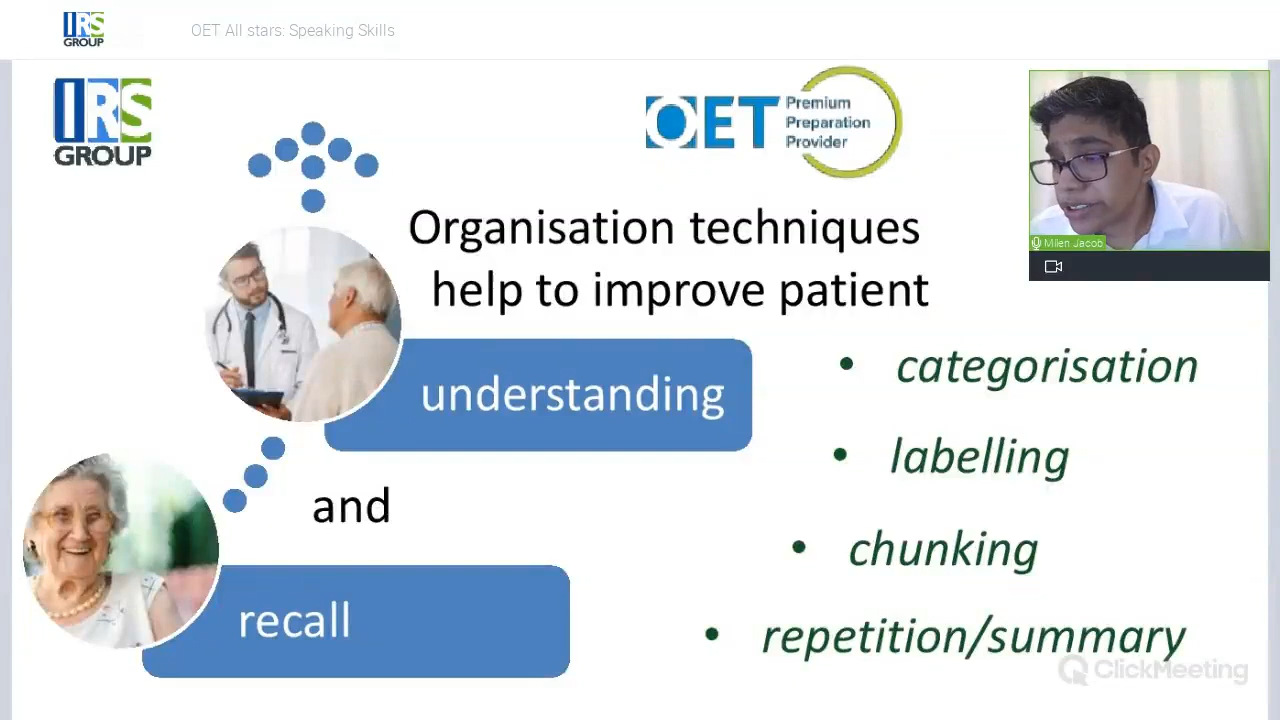 IRS
GROUP
OET All stars: Speaking Skills
IRS
GROUP
OET Premium
Preparation
Provider
Milen Jacob
Organisation techniques
help to improve patient
understanding
and
recall
• categorisation
• labelling
• chunking
• repetition/summary
ClickMeeting